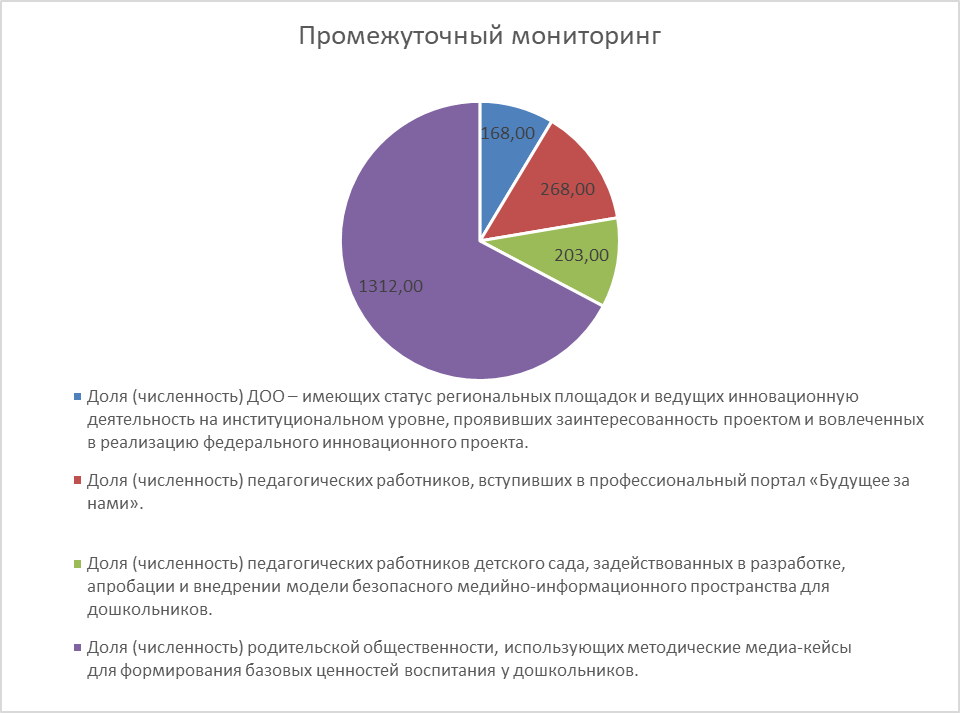 Промежуточный мониторинг
168,00
268,00
203,00
1312,00
Доля (численность) ДОО – имеющих статус региональных площадок и ведущих инновационную
деятельность на институциональном уровне, проявивших заинтересованность проектом и вовлеченных
в реализацию федерального инновационного проекта.
Доля (численность) педагогических работников, вступивших в профессиональный портал «Будущее за
нами».
Доля (численность) педагогических работников детского сада, задействованных в разработке,
апробации и внедрении модели безопасного медийно-информационного пространства для
дошкольников.
Доля (численность) родительской общественности, использующих методические медиа-кейсы
для формирования базовых ценностей воспитания у дошкольников.